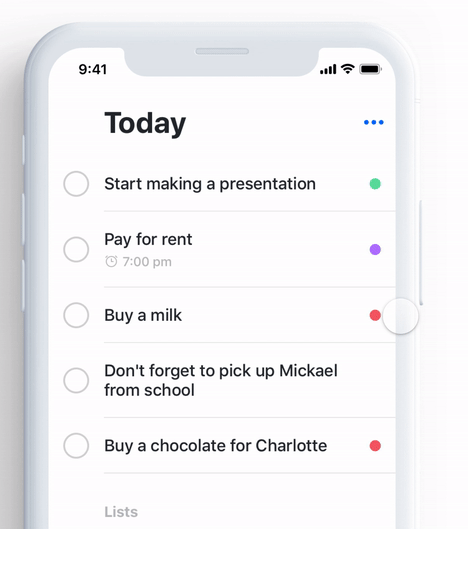 9:41
Today
Start making a presentation
Pay for rent
7:00 pm
Buy a milk
Don't forget to pick up Mickael
from school
Buy a chocolate for Charlotte
Lists